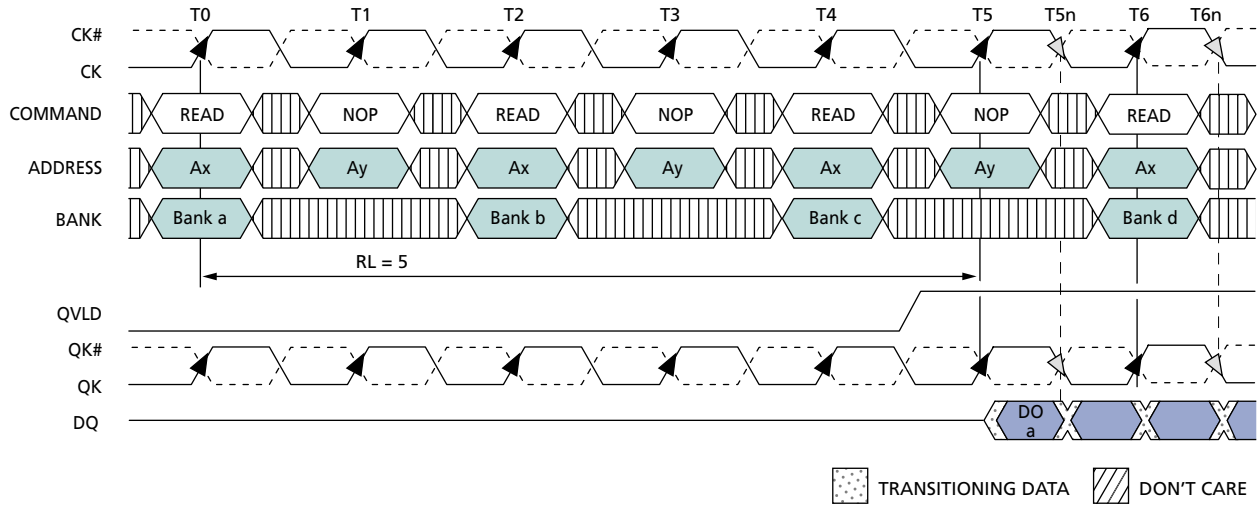 T0 T1 T2 T3 T4 T5 T5n T6 T6n
CK#
CK
COMMAND READ NOP READ NOP READ NOP READ
ADDRESS Ax Ay Ax Ay Ax Ay Ax
BANK Bank a Bank b Bank c Bank d
RL = 5
QVLD
QK#
QK
DQ DO
a
TRANSITIONING DATA DON'T CARE